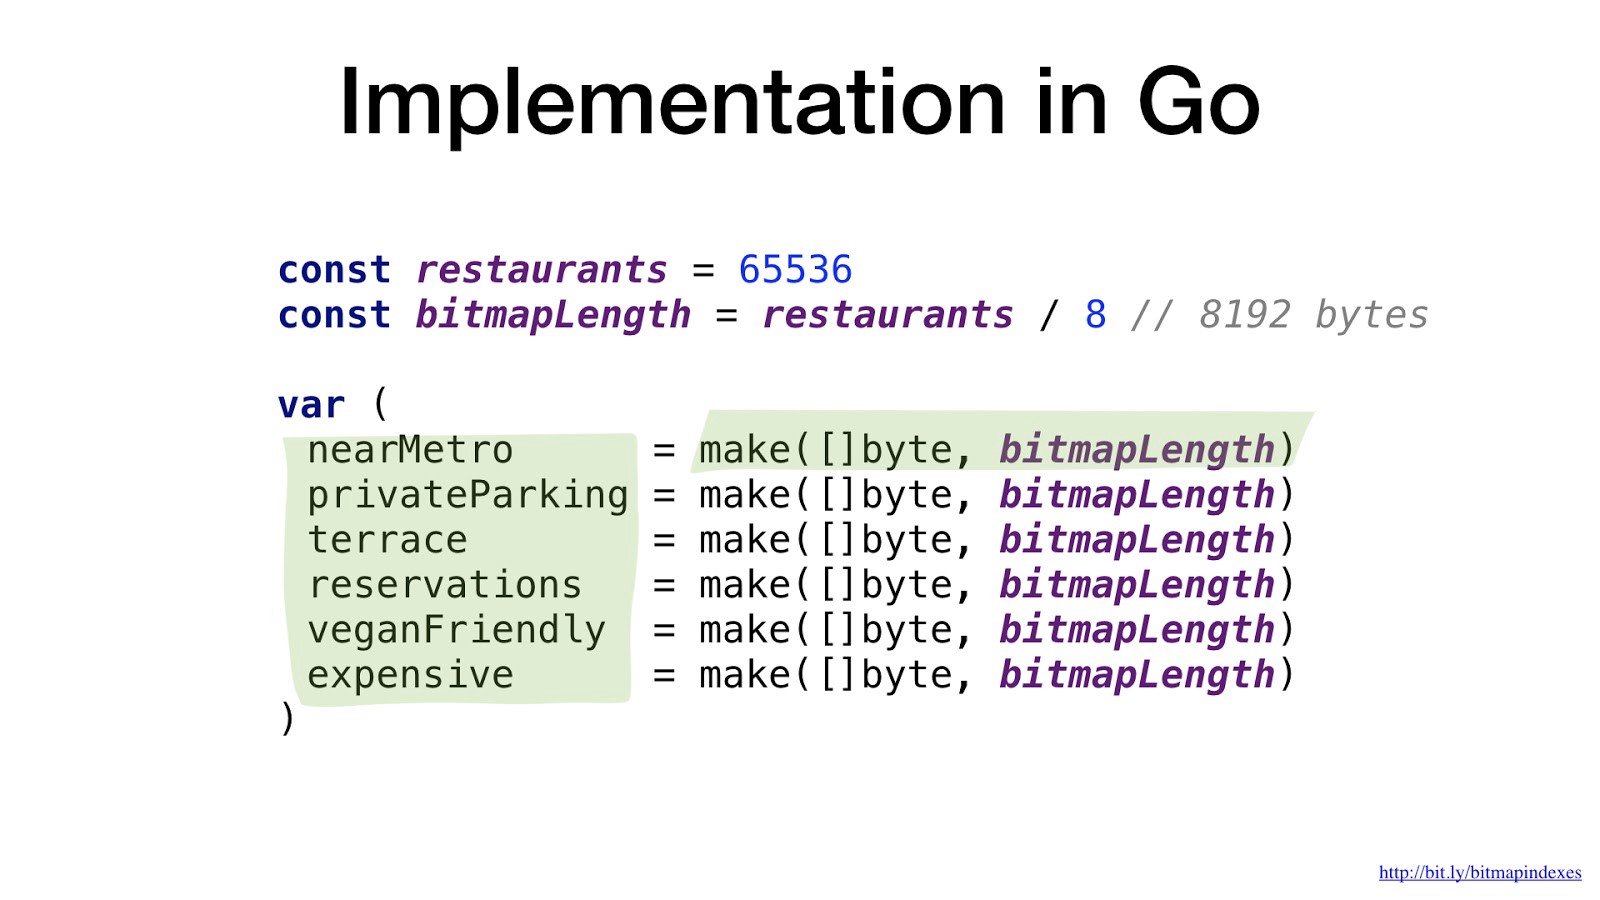 Implementation in Go
const restaurants = 65536
const bitmapLength = restaurants / 8 // 8192 bytes
var (
nearMetro = make([]byte, bitmapLength)
privateParking = make([]byte, bitmapLength)
terrace = make([]byte, bitmapLength)
reservations = make([]byte, bitmapLength)
veganFriendly = make([]byte, bitmapLength)
expensive = make([]byte, bitmapLength)
)
http://bit.ly/bitmapindexes